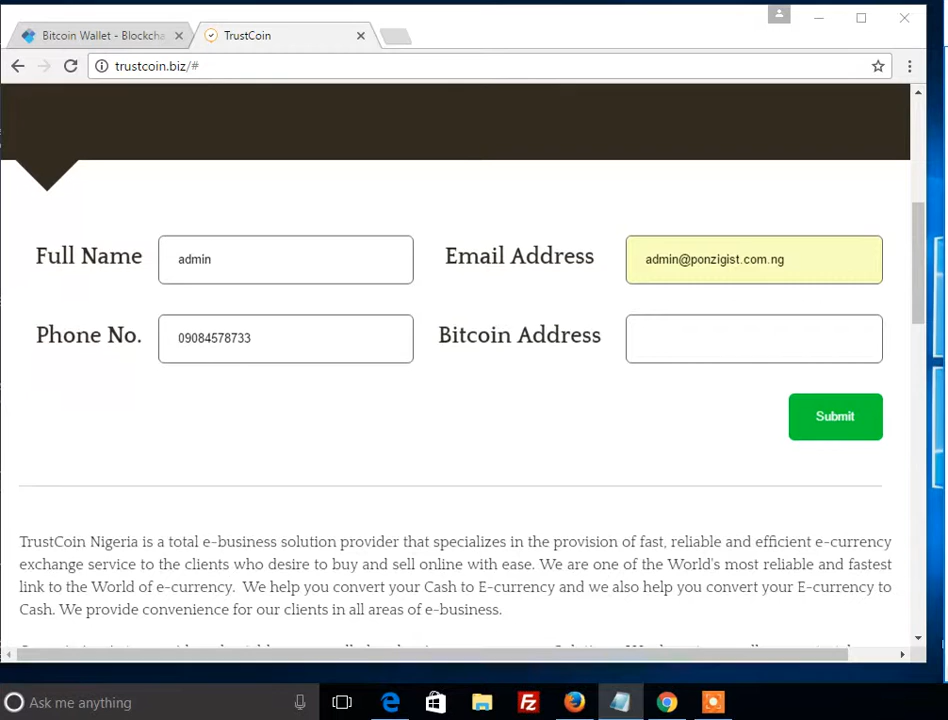 Bitcoin Wallet - Blockcha
TrustCoin
trustcoin.biz/#
Full Name
admin
Email Address
admin@ponzigist.com.ng
Phone No.
09084578733
Bitcoin Address
Submit
TrustCoin Nigeria is a total e-business solution provider that specializes in the provision of fast, reliable and efficient e-currency
exchange service to the clients who desire to buy and sell online with ease. We are one of the World's most reliable and fastest
link to the World of e-currency. We help you convert your Cash to E-currency and we also help you convert your E-currency to
Cash. We provide convenience for our clients in all areas of e-business.
Ask me anything